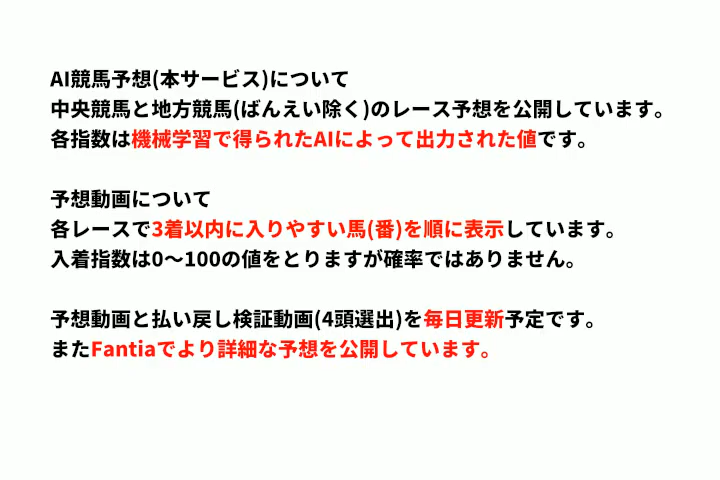 AI競馬予想(本サービス)について
中央競馬と地方競馬(ばんえい除く)のレース予想を公開しています。
各指数は機械学習で得られたAIによって出力された値です。
予想動画について
各レースで3着以内に入りやすい馬(番)を順に表示しています。
入着指数は0〜100の値をとりますが確率ではありません。
予想動画と払い戻し検証動画(4頭選出)を毎日更新予定です。
またFantiaでより詳細な予想を公開しています。